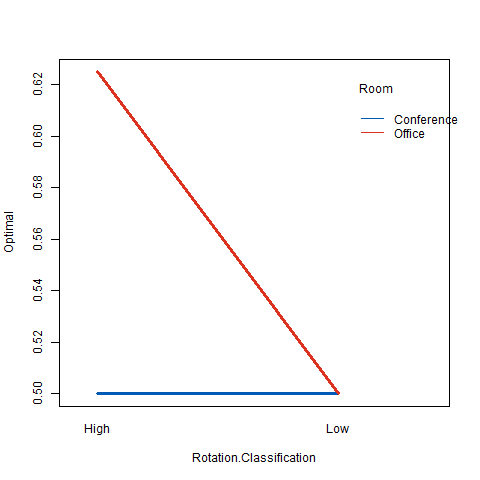 Room
Conference
Office
Optimal
0.62
0.60
0.58
0.56
0.54
0.52
0.50
High
Low
Rotation.Classification